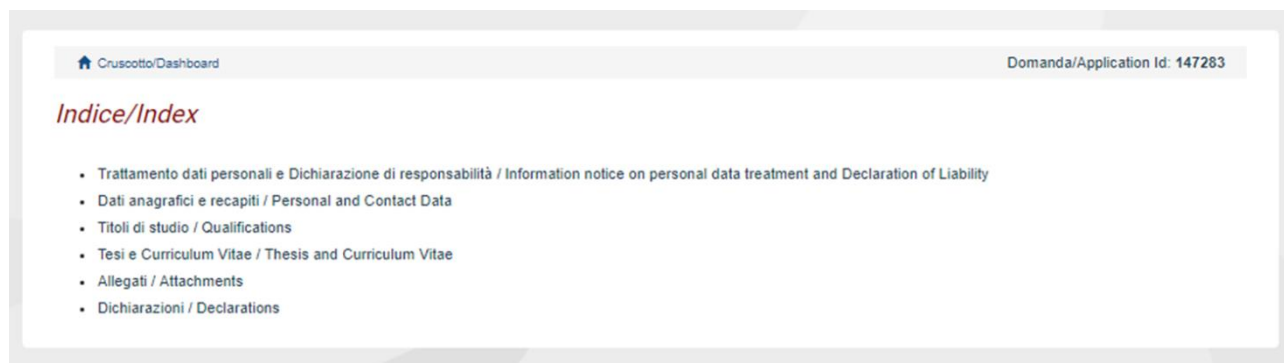 Cruscotto/Dashboard Domanda/Application Id: 147283
Indice/Index
• Trattamento dati personali e Dichiarazione di responsabilità / Information notice on personal data treatment and Declaration of Liability
• Dati anagrafici e recapiti / Personal and Contact Data
• Titoli di studio / Qualifications
• Tesi e Curriculum Vitae / Thesis and Curriculum Vitae
• Allegati / Attachments
• Dichiarazioni / Declarations